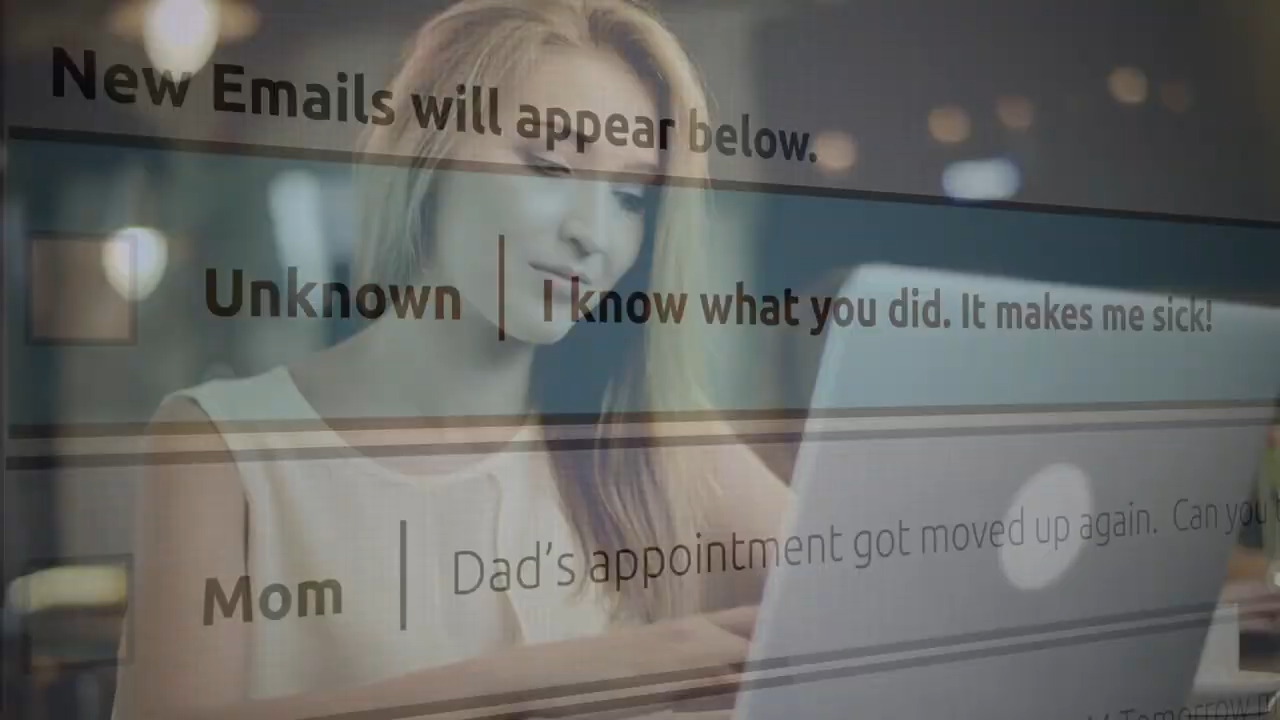 New Emails will appear below.
Unknown | I know what you did. It makes me sick!
Mom | Dad's appointment got moved up again. Can you
Tomorrow